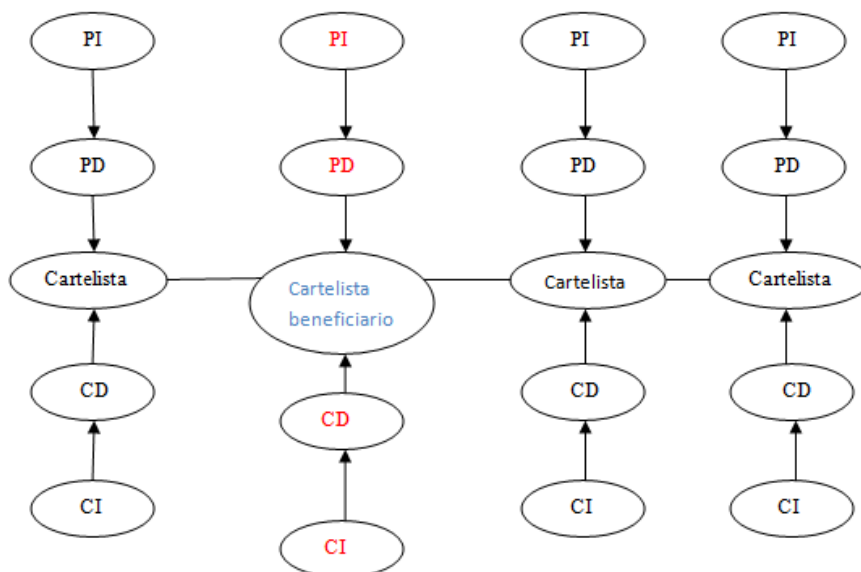 PI PI PI PI
PD PD PD PD
Cartelista Cartelista beneficiario Cartelista Cartelista
CD CD CD CD
CI CI CI CI